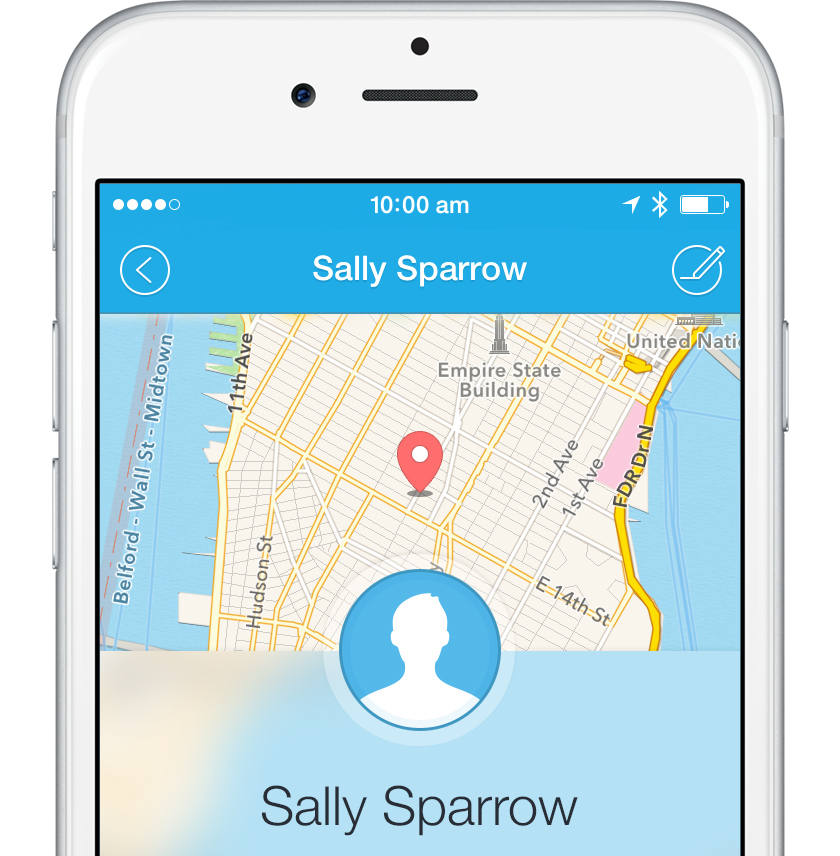 10:00 am
Sally Sparrow
Belford - Wall St - Midtown
11th Ave
Empire State
Building
United Nati
2nd Ave
1st Ave
FDR Dr N
Hudson St
E 14th St
Sally Sparrow